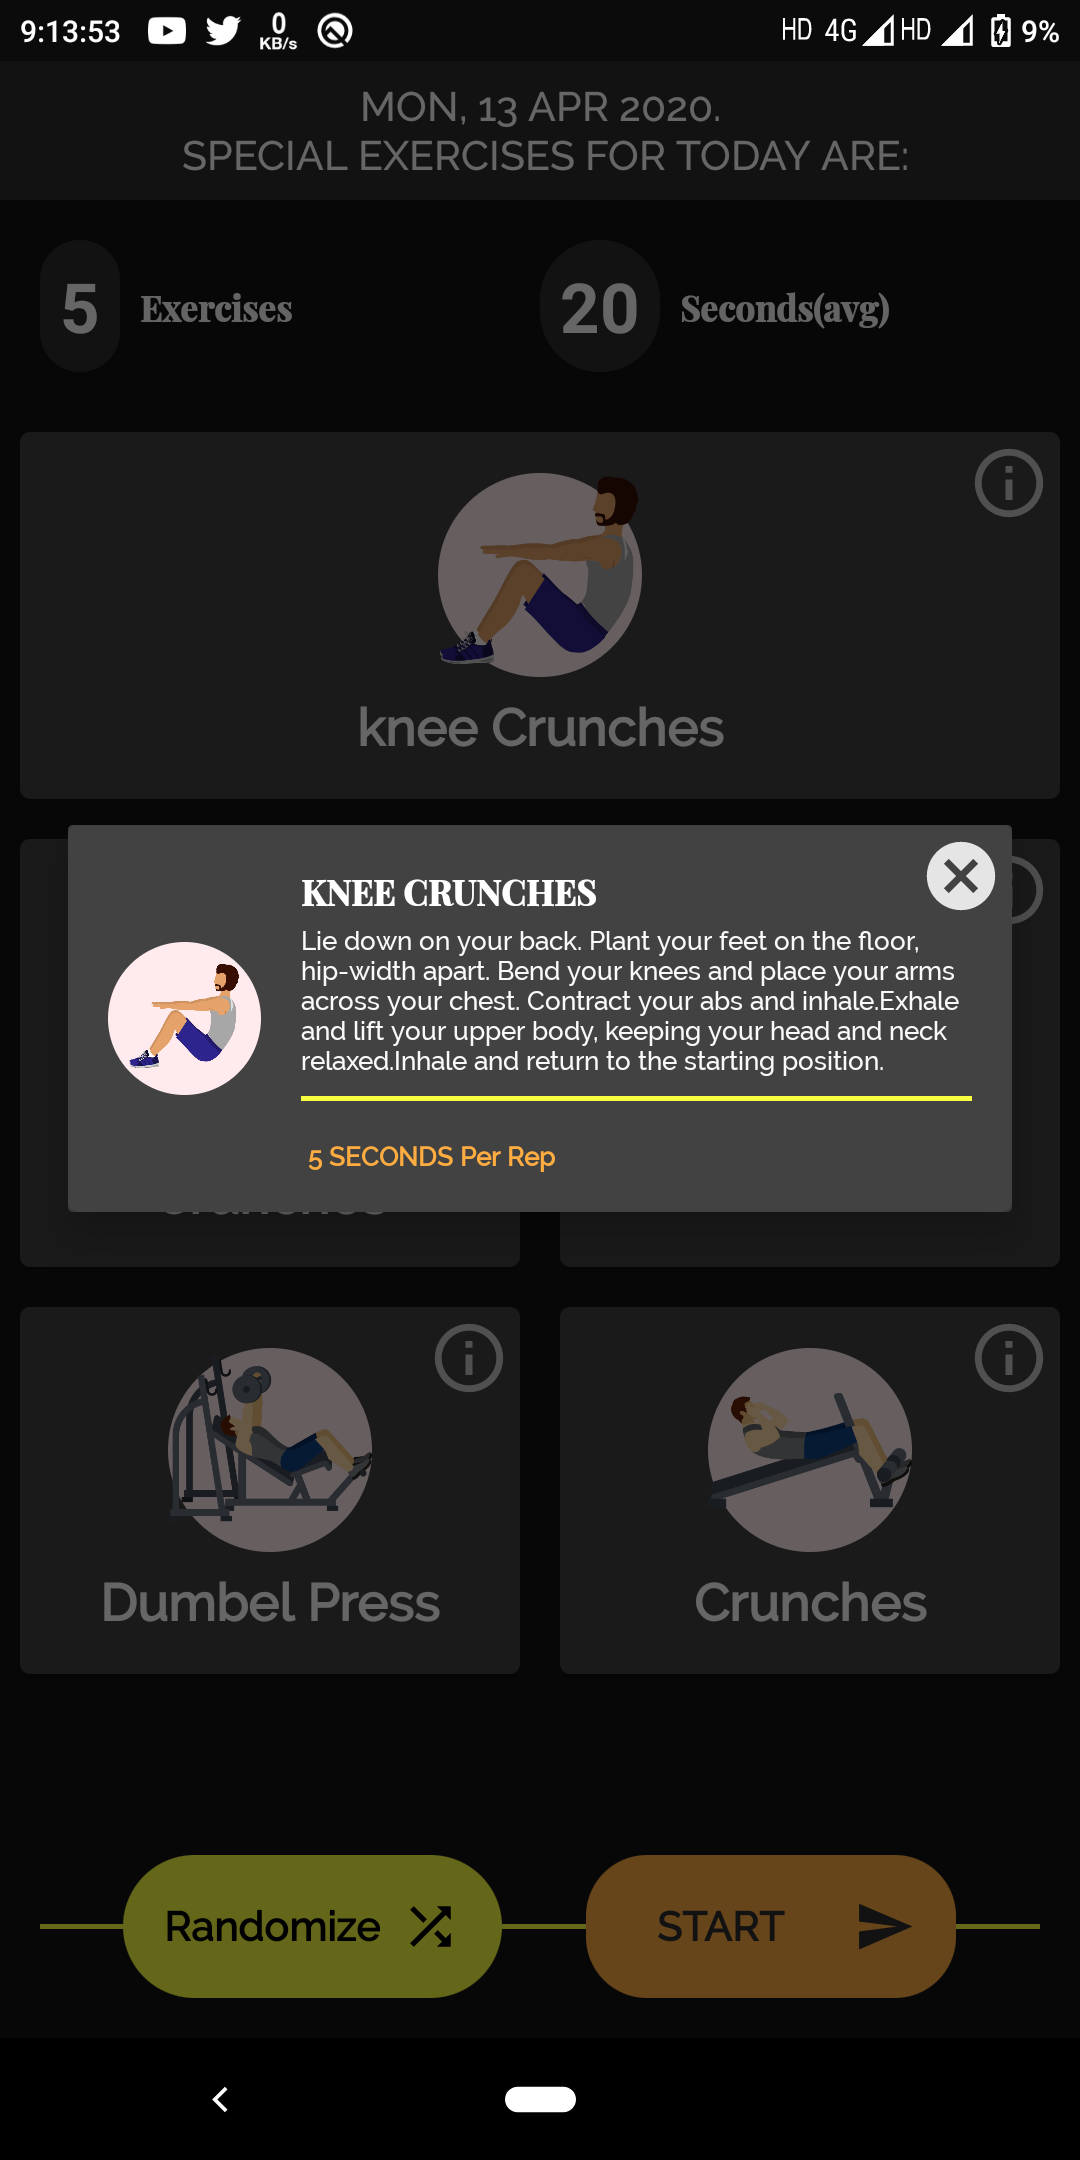 9:13:53 0 KB/s HD 4G HD 9%
MON, 13 APR 2020.
SPECIAL EXERCISES FOR TODAY ARE:
5 Exercises 20 Seconds(avg)
knee Crunches
KNEE CRUNCHES
Lie down on your back. Plant your feet on the floor,
hip-width apart. Bend your knees and place your arms
across your chest. Contract your abs and inhale.Exhale
and lift your upper body, keeping your head and neck
relaxed.Inhale and return to the starting position.
5 SECONDS Per Rep
Dumbel Press Crunches
Randomize START